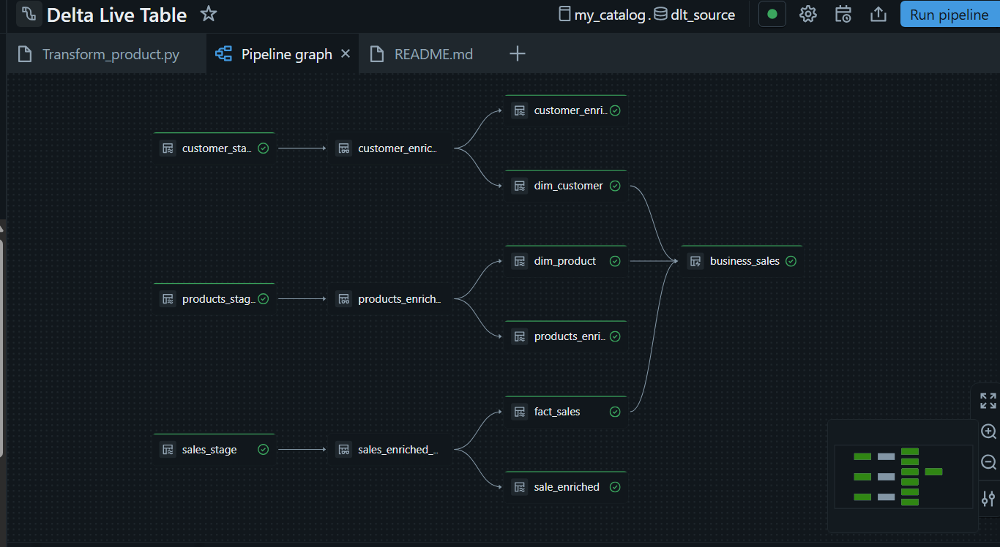 Delta Live Table
my_catalog . dlt_source
Run pipeline
Transform_product.py
Pipeline graph
README.md
customer_enri…
customer_sta…
customer_enric…
dim_customer
dim_product
business_sales
products_stag…
products_enrich…
products_enri…
fact_sales
sales_stage
sales_enriched_…
sale_enriched